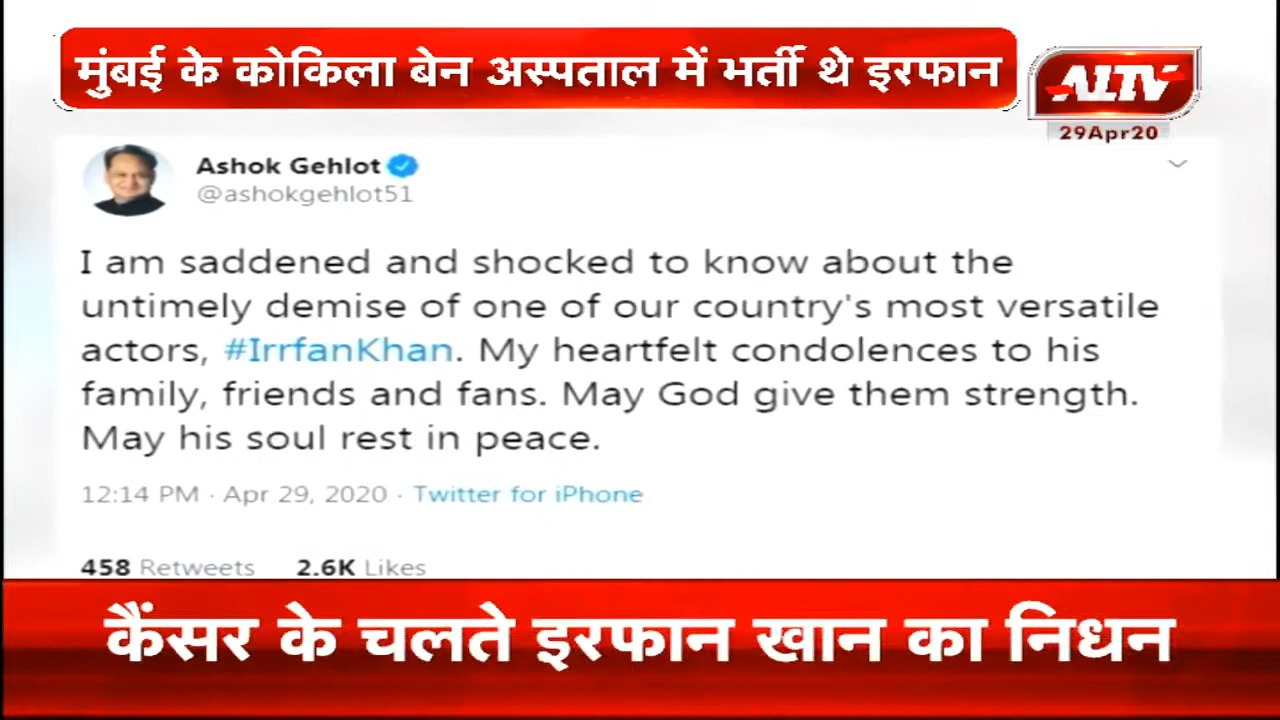 मुंबई के कोकिला बेन अस्पताल में भर्ती थे इरफान
ALTV
29Apr20
Ashok Gehlot
@ashokgehlot51
I am saddened and shocked to know about the
untimely demise of one of our country's most versatile
actors, #IrrfanKhan. My heartfelt condolences to his
family, friends and fans. May God give them strength.
May his soul rest in peace.
12:14 PM · Apr 29, 2020 · Twitter for iPhone
458 Retweets 2.6K Likes
कैंसर के चलते इरफान खान का निधन